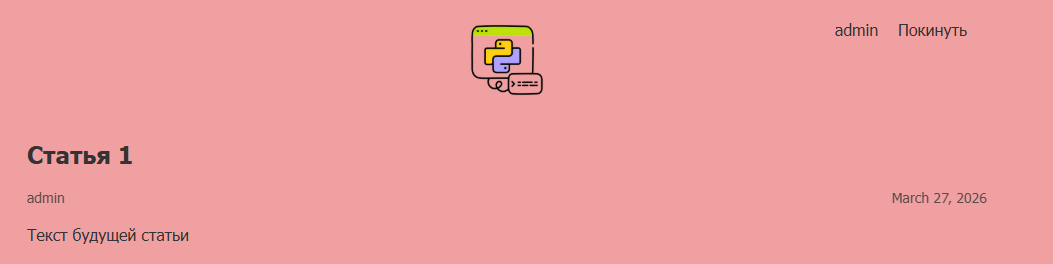 admin Покинуть
Статья 1
admin March 27, 2026
Текст будущей статьи